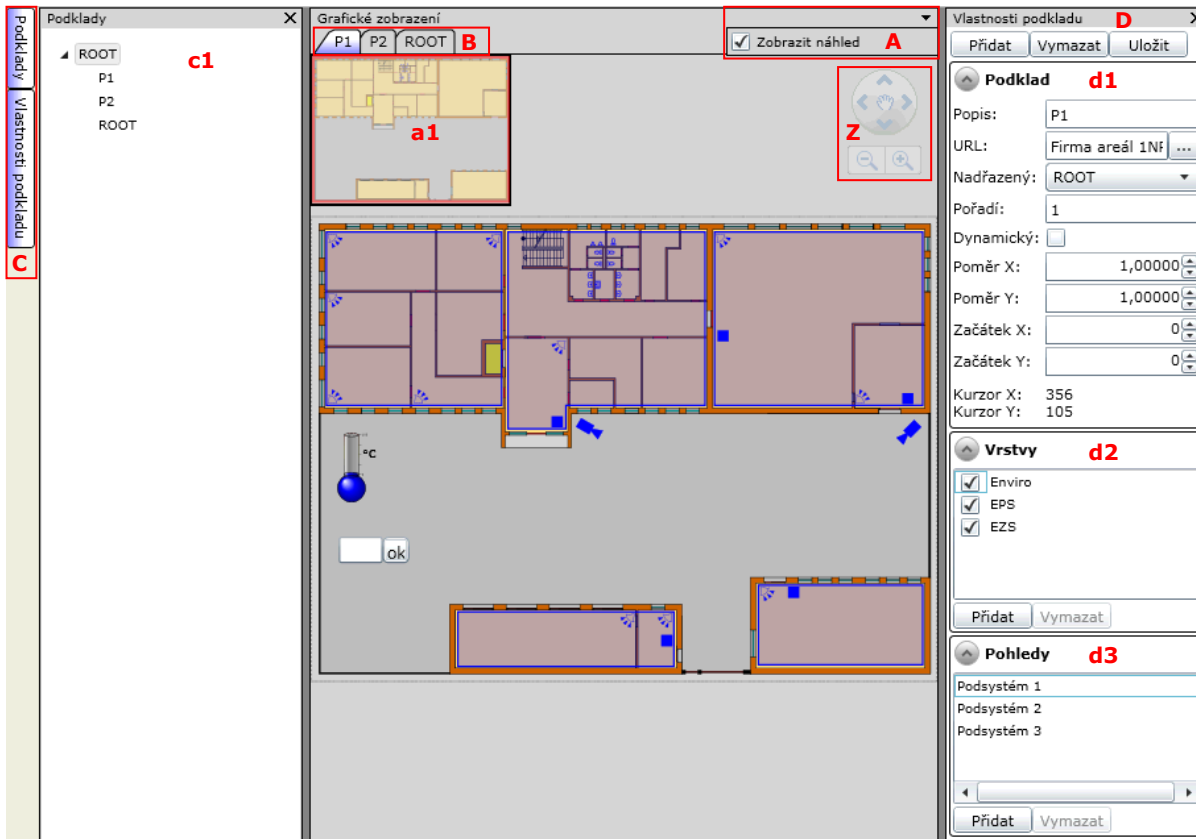 Podklady
Vlastnosti podkladu
C
Podklady
c1
ROOT
P1
P2
ROOT
Grafické zobrazení
P1 P2 ROOT B
Zobrazit náhled A
a1
Z
°C
ok
Vlastnosti podkladu D
Přidat Vymazat Uložit
Podklad d1
Popis: P1
URL: Firma areál 1NF ...
Nadřazený: ROOT
Pořadí: 1
Dynamický:
Poměr X: 1,00000
Poměr Y: 1,00000
Začátek X: 0
Začátek Y: 0
Kurzor X: 356
Kurzor Y: 105
Vrstvy d2
Enviro
EPS
EZS
Přidat Vymazat
Pohledy d3
Podsystém 1
Podsystém 2
Podsystém 3
Přidat Vymazat